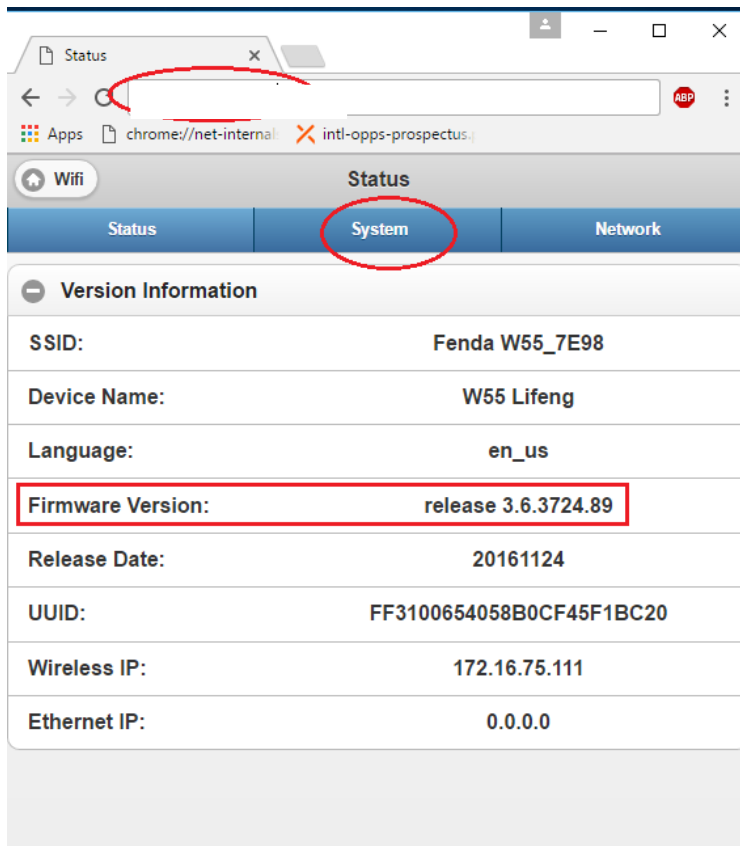 Status
ABP
Apps chrome://net-internal intl-opps-prospectus.
Wifi Status
Status System Network
Version Information
SSID: Fenda W55_7E98
Device Name: W55 Lifeng
Language: en_us
Firmware Version: release 3.6.3724.89
Release Date: 20161124
UUID: FF3100654058B0CF45F1BC20
Wireless IP: 172.16.75.111
Ethernet IP: 0.0.0.0